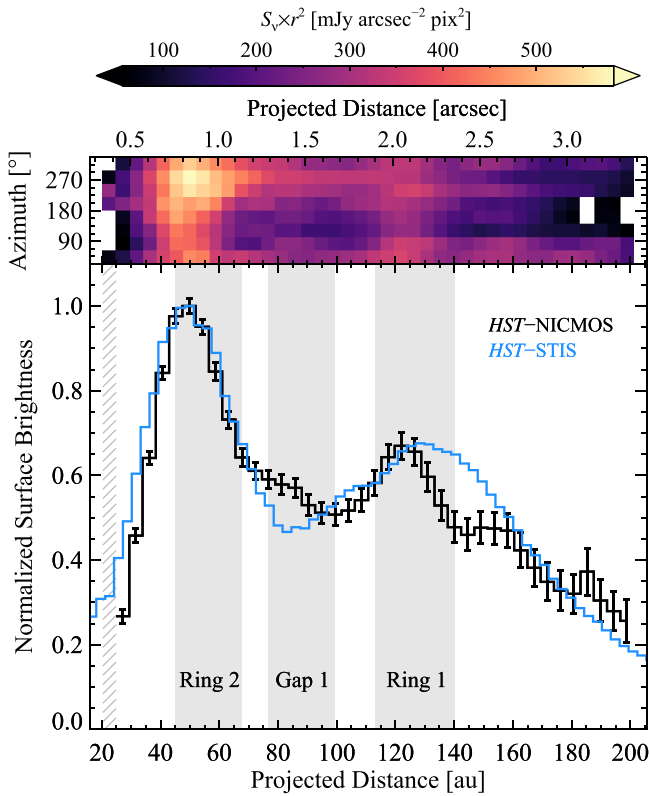 Sν×r² [mJy arcsec⁻² pix²]
100 200 300 400 500
Projected Distance [arcsec]
0.5 1.0 1.5 2.0 2.5 3.0
Azimuth [°]
270
180
90
Normalized Surface Brightness
1.0
0.8
0.6
0.4
0.2
0.0
HST−NICMOS
HST−STIS
Ring 2 Gap 1 Ring 1
20 40 60 80 100 120 140 160 180 200
Projected Distance [au]